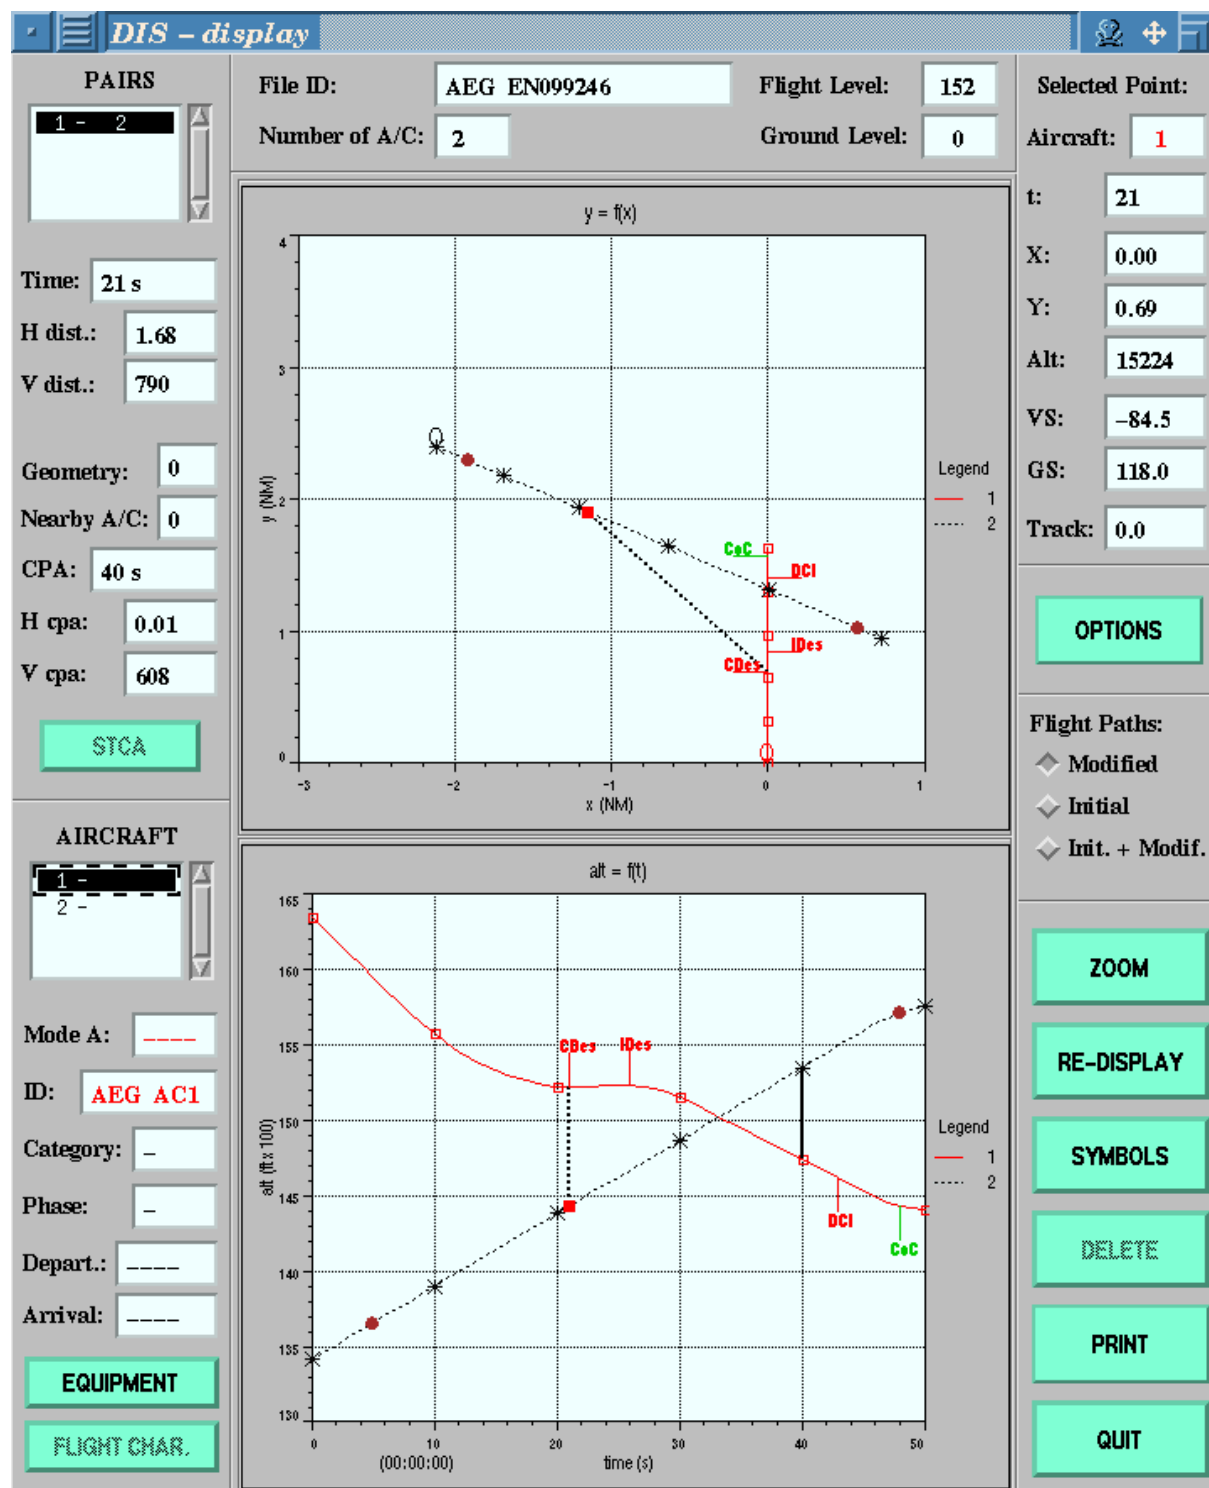 DIS – display
PAIRS
1 – 2
Time: 21 s
H dist.: 1.68
V dist.: 790
Geometry: 0
Nearby A/C: 0
CPA: 40 s
H cpa: 0.01
V cpa: 608
STCA
AIRCRAFT
1 –
2 –
Mode A: ----
ID: AEG AC1
Category: –
Phase: –
Depart.: ----
Arrival: ----
EQUIPMENT
FLIGHT CHAR.
File ID: AEG EN099246
Flight Level: 152
Number of A/C: 2
Ground Level: 0
y = f(x)
4
3
2
1
0
y (NM)
-3 -2 -1 0 1
x (NM)
CoC
DCI
IDes
CDes
Legend
1
2
alt = f(t)
165
160
155
150
145
140
135
130
alt (ft x 100)
CDes
IDes
DCI
CoC
0 10 20 30 40 50
(00:00:00) time (s)
Legend
1
2
Selected Point:
Aircraft: 1
t: 21
X: 0.00
Y: 0.69
Alt: 15224
VS: –84.5
GS: 118.0
Track: 0.0
OPTIONS
Flight Paths:
Modified
Initial
Init. + Modif.
ZOOM
RE–DISPLAY
SYMBOLS
DELETE
PRINT
QUIT